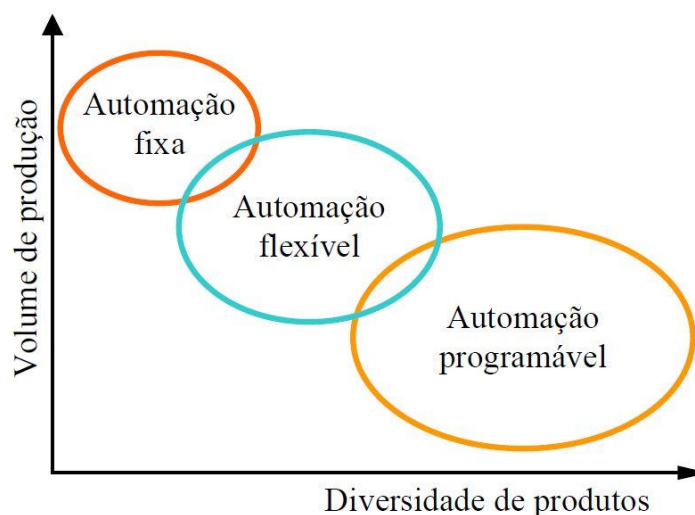 Volume de produção
Automação
fixa
Automação
flexível
Automação
programável
Diversidade de produtos